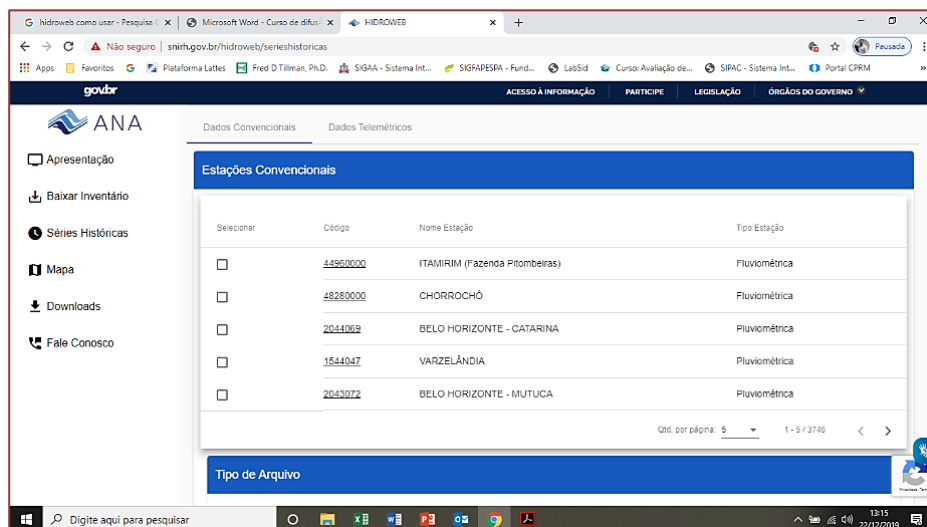 hidroweb como usar - Pesquisa
Microsoft Word - Curso de difus
HIDROWEB
Não seguro | snirh.gov.br/hidroweb/serieshistoricas
Pausada
Apps Favoritos Plataforma Lattes Fred D Tillman, Ph.D. SIGAA - Sistema Int... SIGFAPESPA - Fund... LabSid Curso: Avaliação de... SIPAC - Sistema Int... Portal CPRM »
gov.br ACESSO À INFORMAÇÃO PARTICIPE LEGISLAÇÃO ÓRGÃOS DO GOVERNO
ANA
Apresentação
Baixar Inventário
Séries Históricas
Mapa
Downloads
Fale Conosco
Dados Convencionais Dados Telemétricos
Estações Convencionais
Selecionar Código Nome Estação Tipo Estação
44960000 ITAMIRIM (Fazenda Pitombeiras) Fluviométrica
48280000 CHORROCHÓ Fluviométrica
2044069 BELO HORIZONTE - CATARINA Pluviométrica
1544047 VARZELÂNDIA Pluviométrica
2043072 BELO HORIZONTE - MUTUCA Pluviométrica
Qtd. por página: 5 1 - 5 / 3746
Tipo de Arquivo
Digite aqui para pesquisar
13:15
22/12/2019